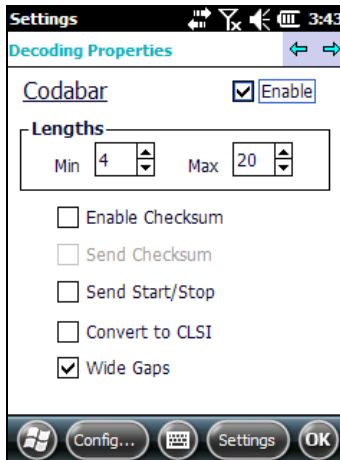 Settings 3:43
Decoding Properties
Codabar Enable
Lengths
Min 4 Max 20
Enable Checksum
Send Checksum
Send Start/Stop
Convert to CLSI
Wide Gaps
Config... Settings OK